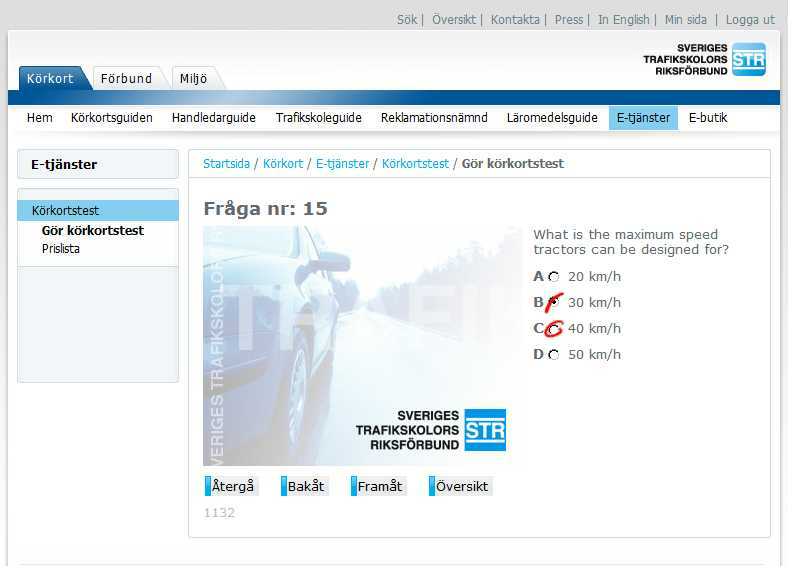 Sök | Översikt | Kontakta | Press | In English | Min sida | Logga ut
SVERIGES
TRAFIKSKOLORS
RIKSFÖRBUND
STR
Körkort Förbund Miljö
Hem Körkortsguiden Handledarguide Trafikskoleguide Reklamationsnämnd Läromedelsguide E-tjänster E-butik
E-tjänster
Körkortstest
Gör körkortstest
Prislista
Startsida / Körkort / E-tjänster / Körkortstest / Gör körkortstest
Fråga nr: 15
SVERIGES TRAFIKSKOLOR
TRAFIK
SVERIGES
TRAFIKSKOLORS
RIKSFÖRBUND
STR
What is the maximum speed
tractors can be designed for?
A 20 km/h
B 30 km/h
C 40 km/h
D 50 km/h
Återgå Bakåt Framåt Översikt
1132